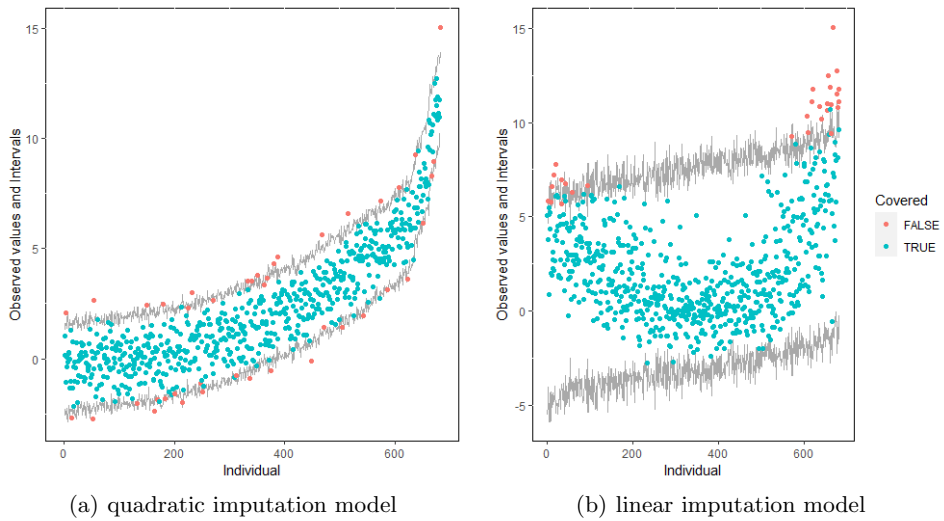 15
10
5
0
Observed values and Intervals
0
200
400
600
Individual
(a) quadratic imputation model
15
10
5
0
-5
Observed values and Intervals
0
200
400
600
Individual
(b) linear imputation model
Covered
FALSE
TRUE